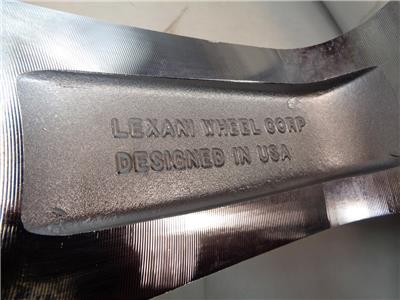 LEXANI WHEEL CORP
DESIGNED IN USA